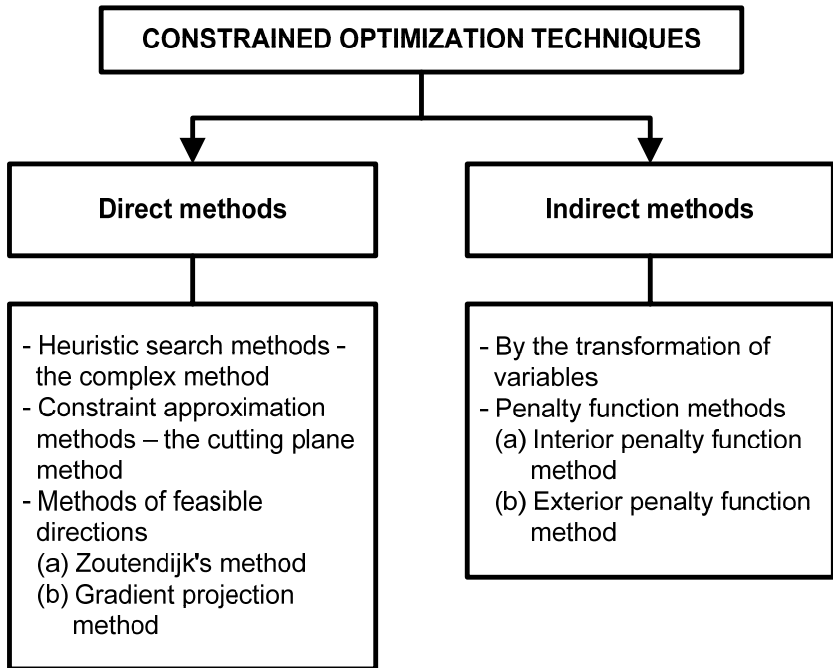 CONSTRAINED OPTIMIZATION TECHNIQUES
Direct methods
- Heuristic search methods -
the complex method
- Constraint approximation
methods – the cutting plane
method
- Methods of feasible
directions
(a) Zoutendijk's method
(b) Gradient projection
method
Indirect methods
- By the transformation of
variables
- Penalty function methods
(a) Interior penalty function
method
(b) Exterior penalty function
method